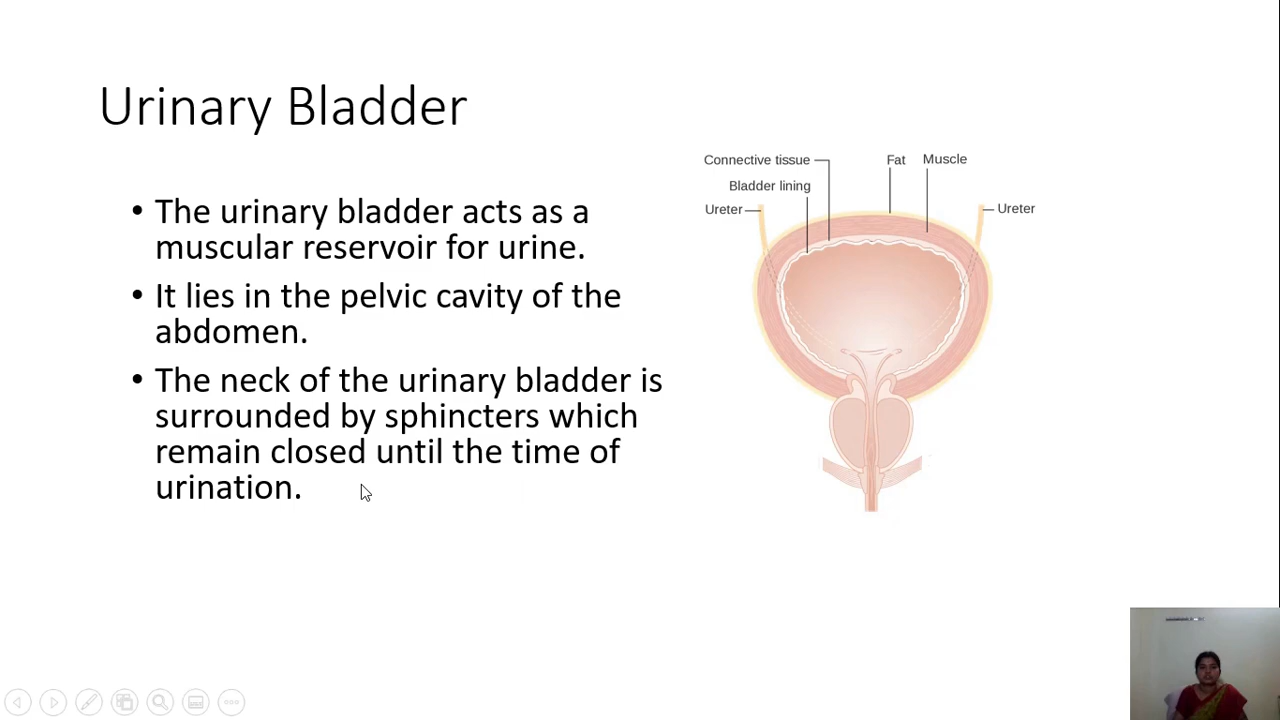 Urinary Bladder
• The urinary bladder acts as a
muscular reservoir for urine.
• It lies in the pelvic cavity of the
abdomen.
• The neck of the urinary bladder is
surrounded by sphincters which
remain closed until the time of
urination.
Connective tissue
Fat
Muscle
Bladder lining
Ureter
Ureter